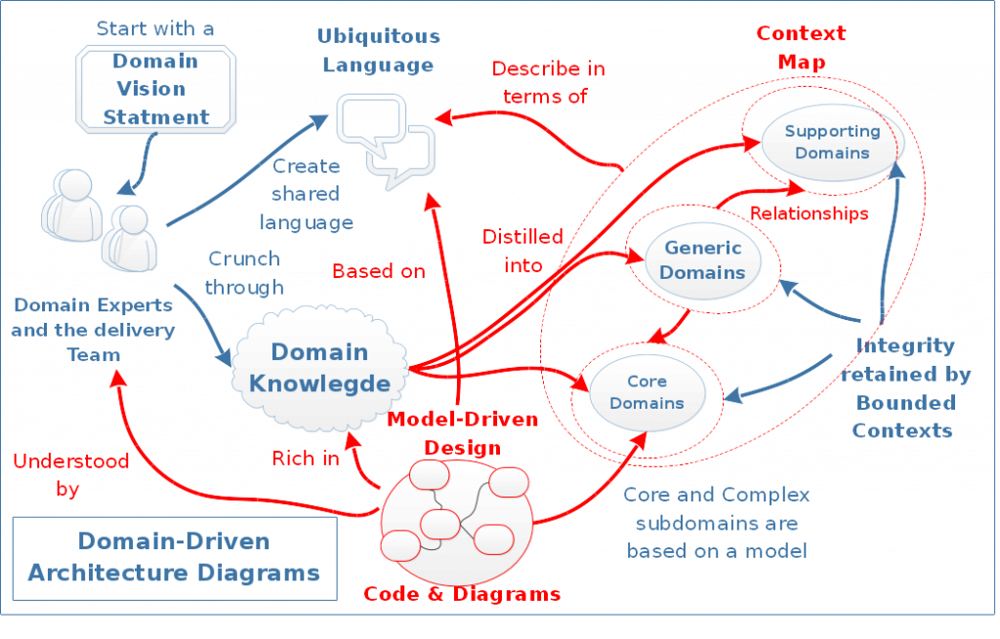 Start with a
Domain
Vision
Statment
Ubiquitous
Language
Context
Map
Describe in
terms of
Supporting
Domains
Create
shared
language
Relationships
Distilled
into
Generic
Domains
Based on
Crunch
through
Domain Experts
and the delivery
Team
Domain
Knowlegde
Core
Domains
Integrity
retained by
Bounded
Contexts
Model-Driven
Design
Understood
by
Rich in
Core and Complex
subdomains are
based on a model
Domain-Driven
Architecture Diagrams
Code & Diagrams